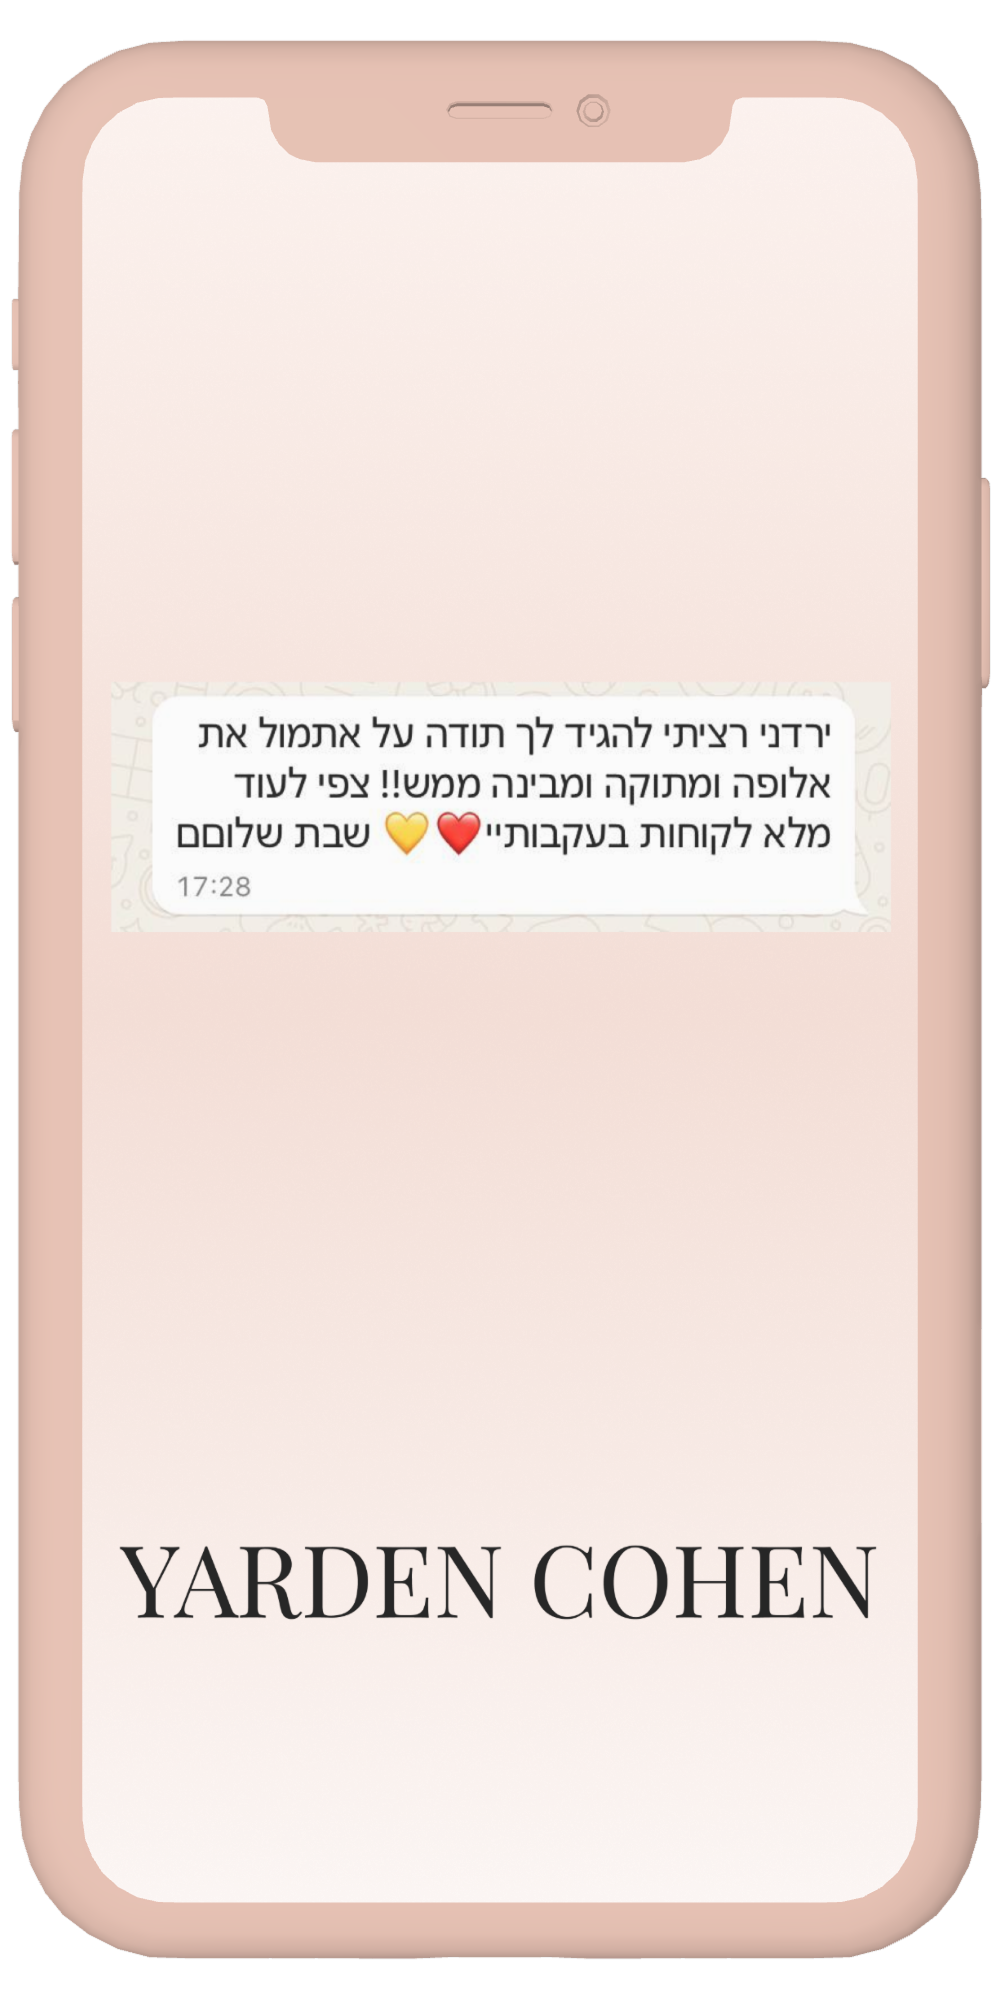 ירדני רציתי להגיד לך תודה על אתמול את
אלופה ומתוקה ומבינה ממש!! צפי לעוד
מלא לקוחות בעקבותיי❤️💛 שבת שלוםם
17:28
YARDEN COHEN